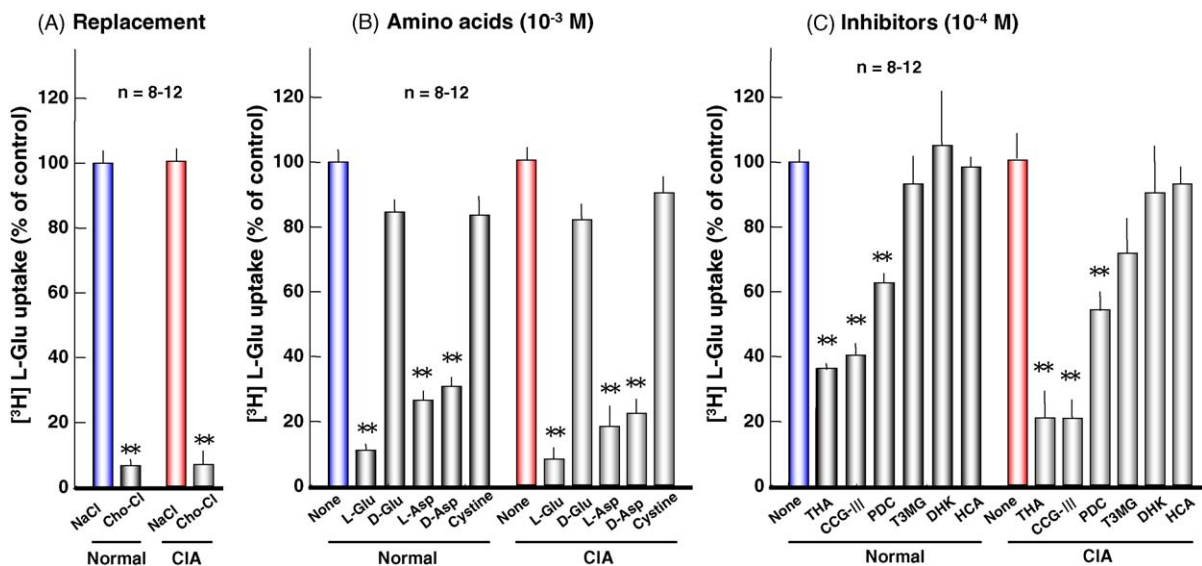 (A) Replacement
[³H] L-Glu uptake (% of control)
120
100
80
60
40
20
0
n = 8-12
**
**
NaCl
Cho-Cl
NaCl
Cho-Cl
Normal
CIA
(B) Amino acids (10⁻³ M)
[³H] L-Glu uptake (% of control)
120
100
80
60
40
20
0
n = 8-12
**
**
**
**
**
**
None
L-Glu
D-Glu
L-Asp
D-Asp
Cystine
None
L-Glu
D-Glu
L-Asp
D-Asp
Cystine
Normal
CIA
(C) Inhibitors (10⁻⁴ M)
[³H] L-Glu uptake (% of control)
120
100
80
60
40
20
0
n = 8-12
**
**
**
**
**
**
None
THA
CCG-III
PDC
T3MG
DHK
HCA
None
THA
CCG-III
PDC
T3MG
DHK
HCA
Normal
CIA